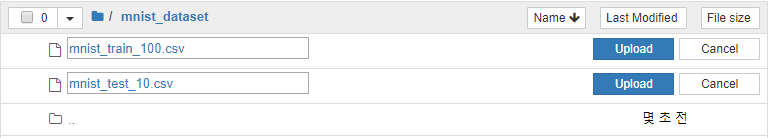 0 / mnist_dataset Name Last Modified File size
mnist_train_100.csv Upload Cancel
mnist_test_10.csv Upload Cancel
.. 몇 초 전